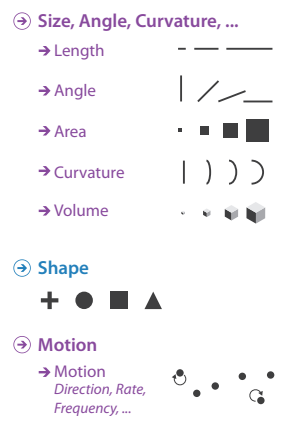 Size, Angle, Curvature, ...
Length
Angle
Area
Curvature
Volume
Shape
Motion
Motion
Direction, Rate,
Frequency, ...